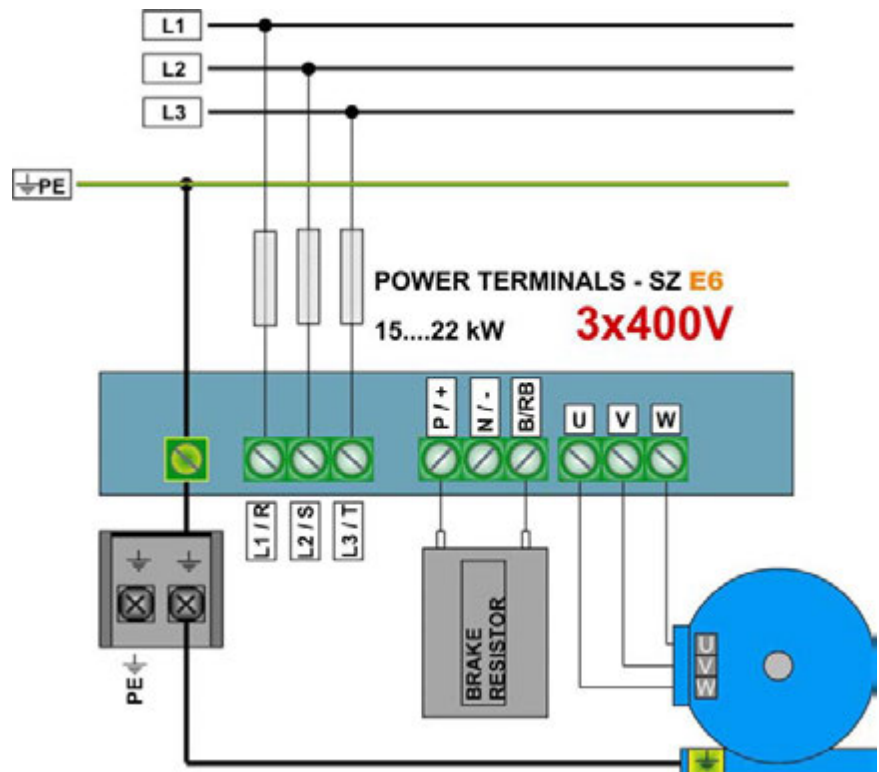 L1
L2
L3
PE
POWER TERMINALS - SZ E6
15....22 kW 3x400V
P / +
N / -
B/RB
U
V
W
L1 / R
L2 / S
L3 / T
PE
BRAKE
RESISTOR
U
V
W